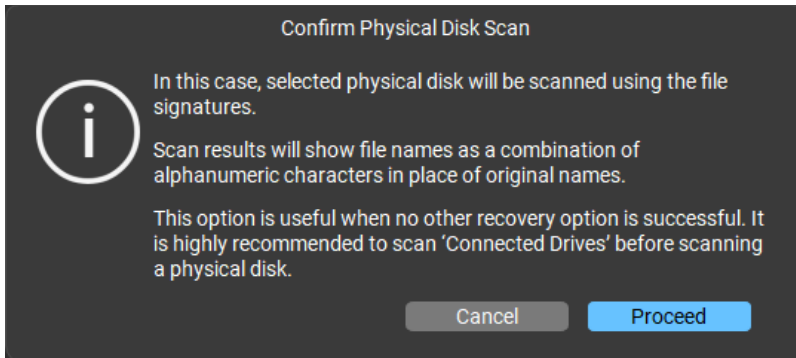 Confirm Physical Disk Scan
In this case, selected physical disk will be scanned using the file
signatures.
Scan results will show file names as a combination of
alphanumeric characters in place of original names.
This option is useful when no other recovery option is successful. It
is highly recommended to scan ‘Connected Drives’ before scanning
a physical disk.
Cancel
Proceed